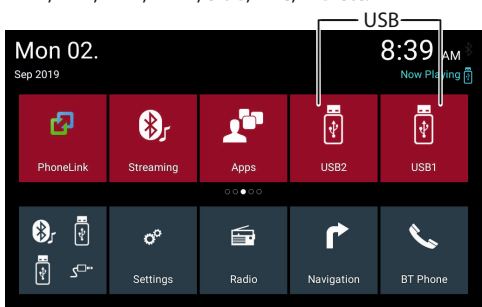 USB
Mon 02.
8:39 AM
Sep 2019
Now Playing
PhoneLink
Streaming
Apps
USB2
USB1
Settings
Radio
Navigation
BT Phone